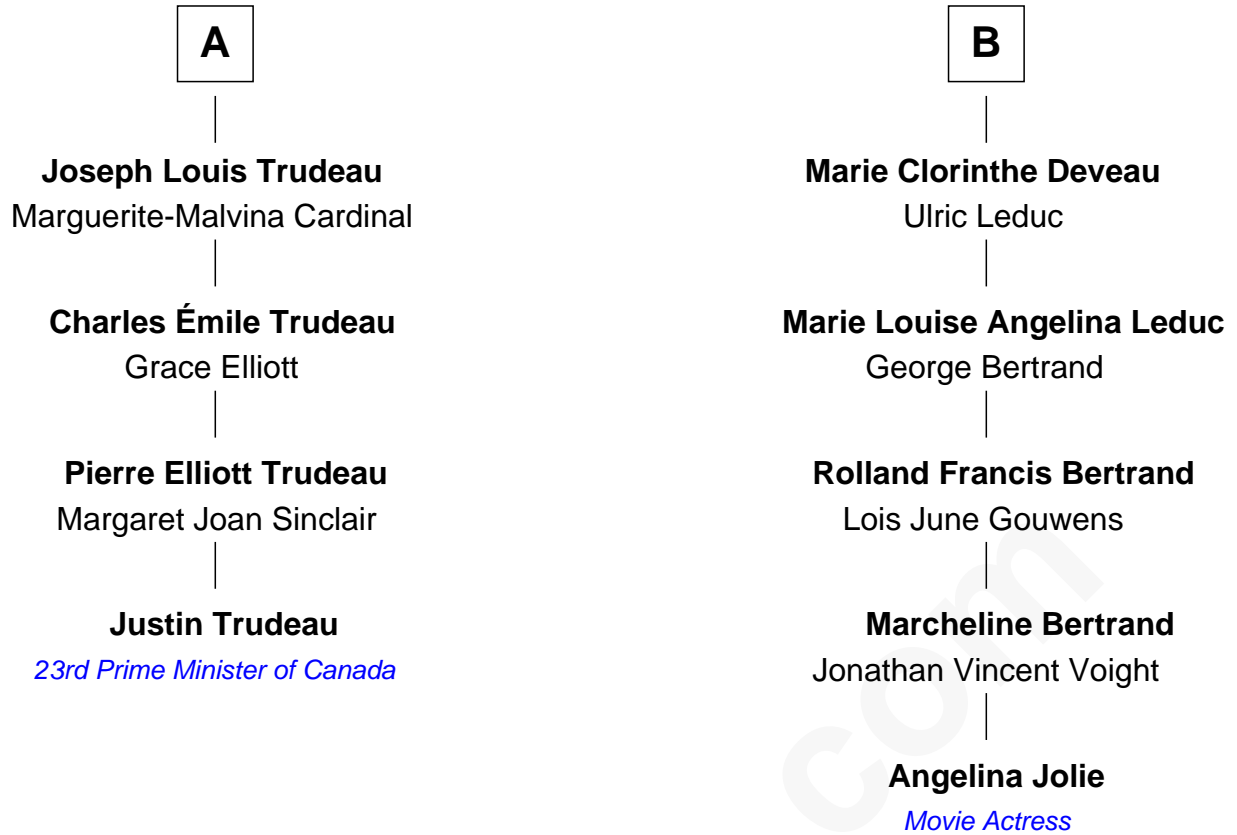 A
Joseph Louis Trudeau
Marguerite-Malvina Cardinal
Charles Émile Trudeau
Grace Elliott
Pierre Elliott Trudeau
Margaret Joan Sinclair
Justin Trudeau
23rd Prime Minister of Canada
B
Marie Clorinthe Deveau
Ulric Leduc
Marie Louise Angelina Leduc
George Bertrand
Rolland Francis Bertrand
Lois June Gouwens
Marcheline Bertrand
Jonathan Vincent Voight
Angelina Jolie
Movie Actress
com